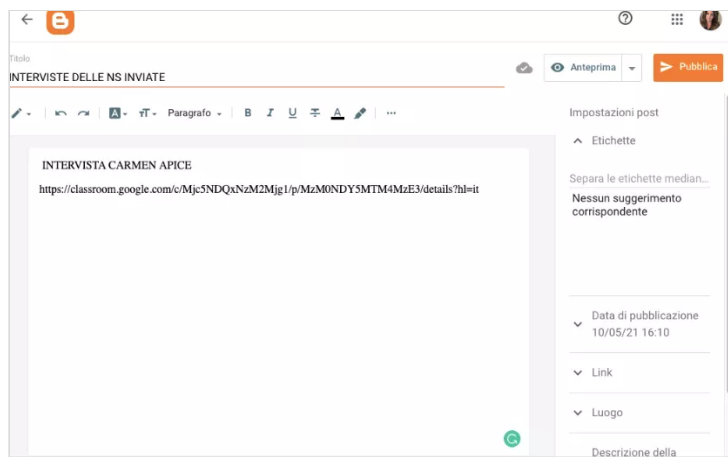 Titolo
INTERVISTE DELLE NS INVIATE
Anteprima
Pubblica
Paragrafo
B I U A ...
INTERVISTA CARMEN APICE
https://classroom.google.com/c/Mjc5NDQxNzM2Mjg1/p/MzM0NDY5MTM4MzE3/details?hl=it
Impostazioni post
Etichette
Separa le etichette median...
Nessun suggerimento
corrispondente
Data di pubblicazione
10/05/21 16:10
Link
Luogo
Descrizione della